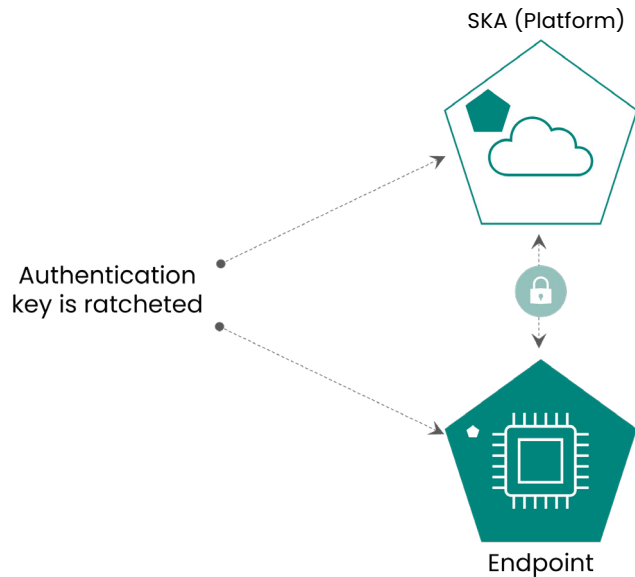 SKA (Platform)
Authentication
key is ratcheted
Endpoint